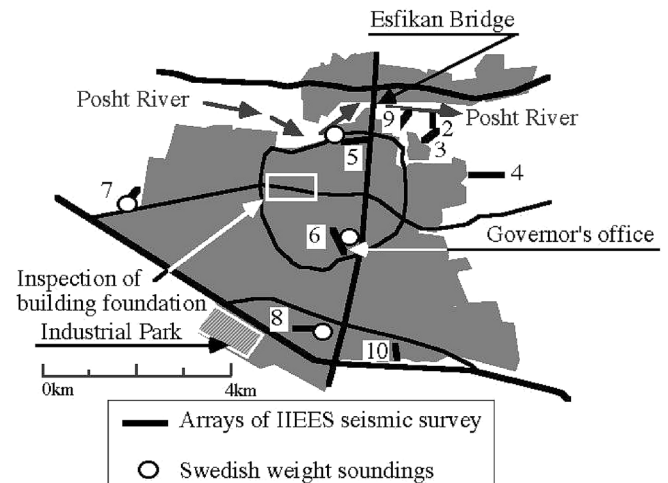 Esfikan Bridge
Posht River
Posht River
9
2
3
5
4
7
6
Governor's office
Inspection of
building foundation
Industrial Park
8
10
0km
4km
Arrays of IIEES seismic survey
Swedish weight soundings